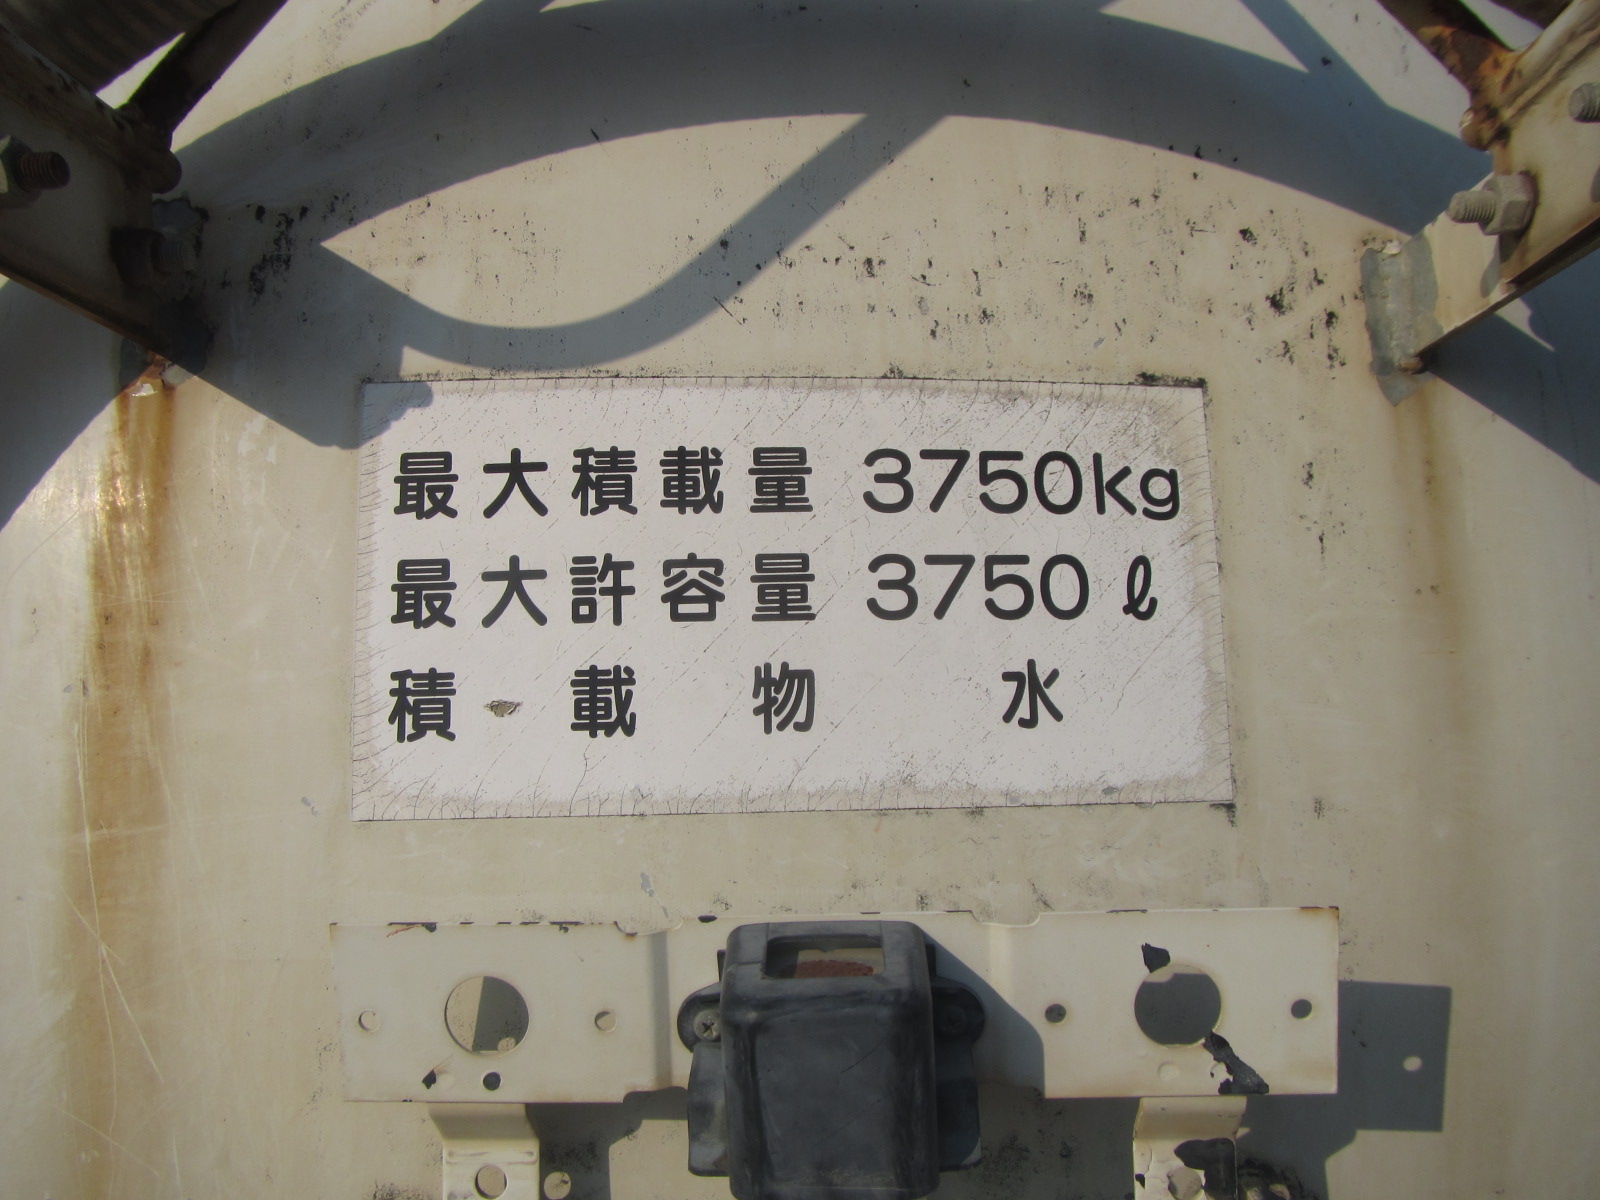 最大積載量 3750kg
最大許容量 3750ℓ
積載物 水